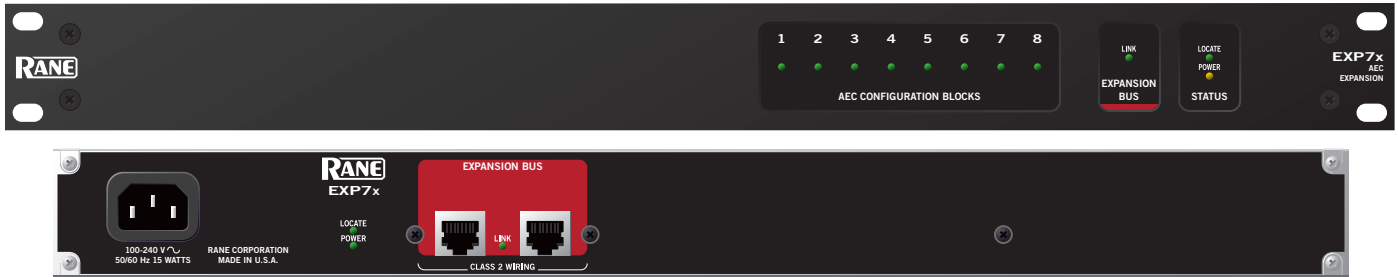 1 2 3 4 5 6 7 8
AEC CONFIGURATION BLOCKS
LINK
EXPANSION
BUS
LOCATE
POWER
STATUS
RANE
EXP7x
AEC
EXPANSION
100-240 V
50/60 Hz 15 WATTS
RANE CORPORATION
MADE IN U.S.A.
RANE
EXP7x
LOCATE
POWER
EXPANSION BUS
LINK
CLASS 2 WIRING